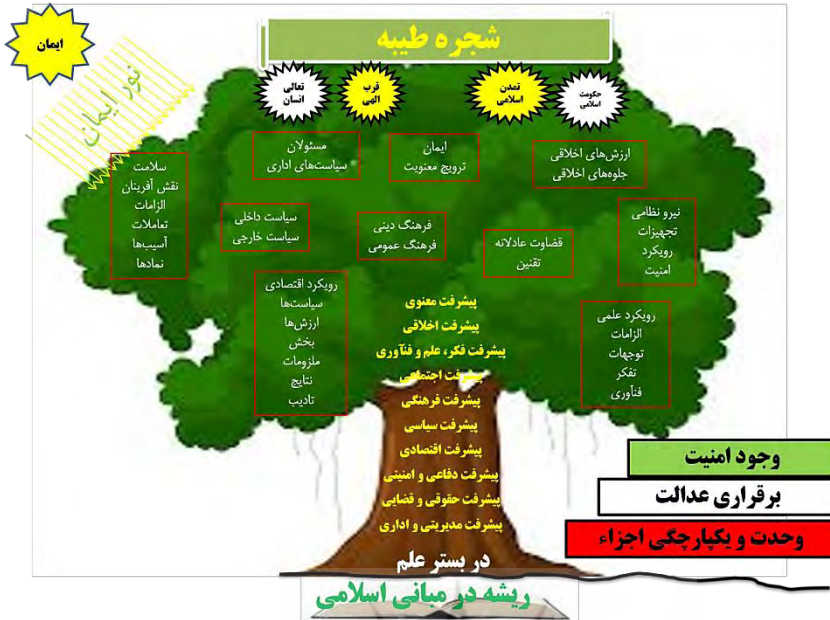 شجره طیبه
ایمان
نور ایمان
حکومت
اسلامی
تمدن
اسلامی
قرب
الهی
تعالی
انسان
ارزش‌های اخلاقی
جلوه‌های اخلاقی
ایمان
ترویج معنویت
مسئولان
سیاست‌های اداری
سلامت
نقش آفرینان
الزامات
تعاملات
آسیب‌ها
نمادها
نیرو نظامی
تجهیزات
رویکرد
امنیت
قضاوت عادلانه
تقنین
فرهنگ دینی
فرهنگ عمومی
سیاست داخلی
سیاست خارجی
رویکرد علمی
الزامات
توجهات
تفکر
فنآوری
رویکرد اقتصادی
سیاست‌ها
ارزش‌ها
بخش
ملزومات
نتایج
تادیب
پیشرفت معنوی
پیشرفت اخلاقی
پیشرفت فکر، علم و فنآوری
پیشرفت اجتماعی
پیشرفت فرهنگی
پیشرفت سیاسی
پیشرفت اقتصادی
پیشرفت دفاعی و امنیتی
پیشرفت حقوقی و قضایی
پیشرفت مدیریتی و اداری
در بستر علم
ریشه در مبانی اسلامی
وجود امنیت
برقراری عدالت
وحدت و یکپارچگی اجزاء